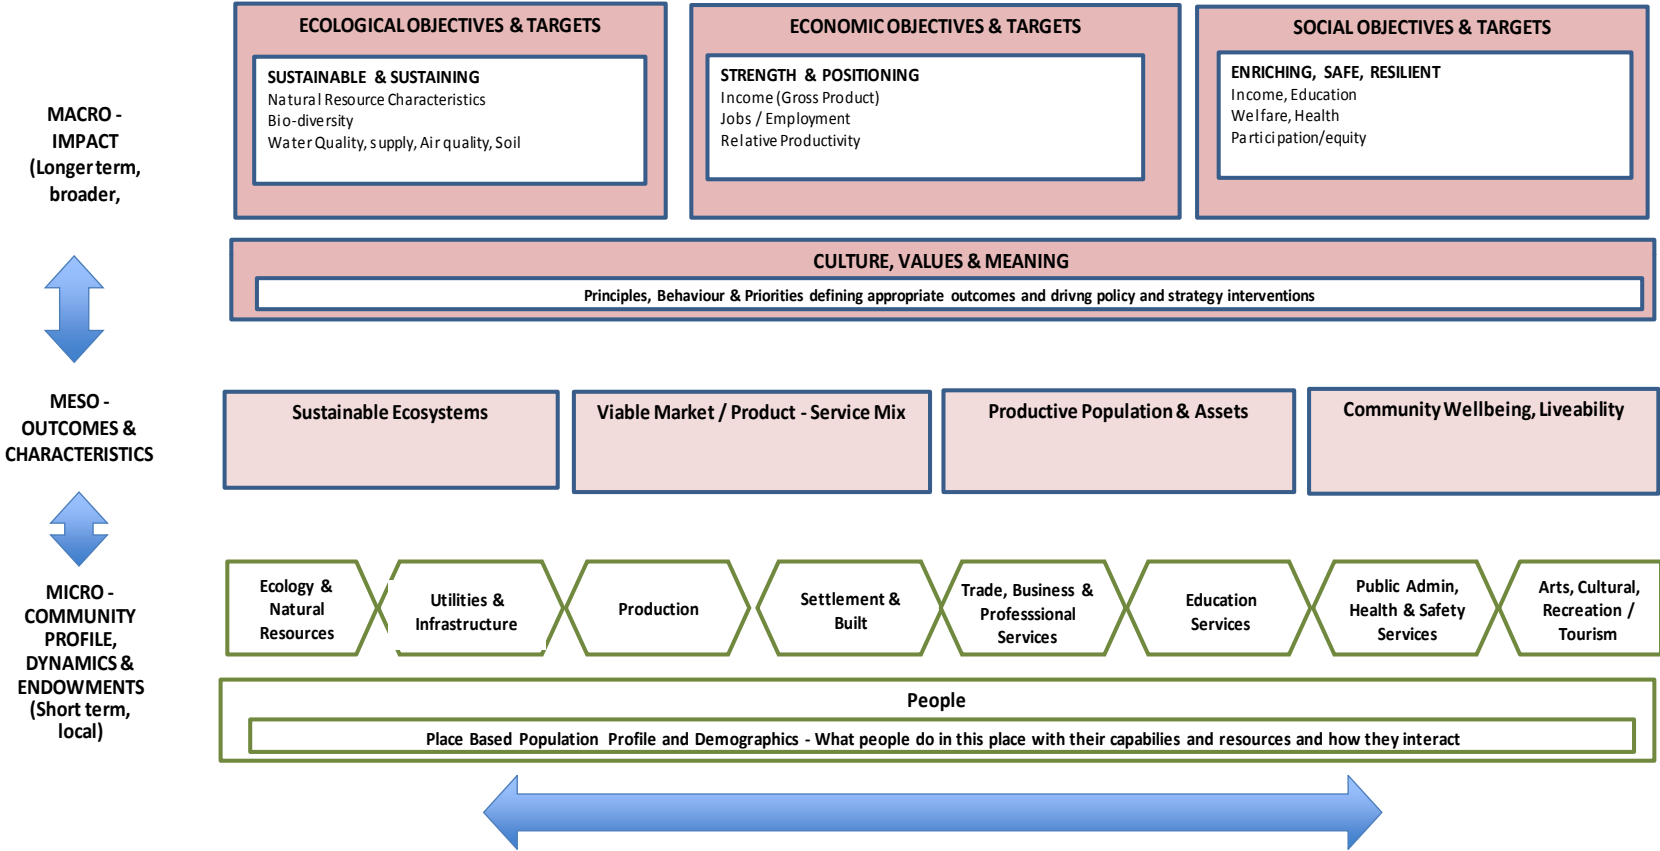 ECOLOGICAL OBJECTIVES & TARGETS
SUSTAINABLE & SUSTAINING
Natural Resource Characteristics
Bio-diversity
Water Quality, supply, Air quality, Soil
ECONOMIC OBJECTIVES & TARGETS
STRENGTH & POSITIONING
Income (Gross Product)
Jobs / Employment
Relative Productivity
SOCIAL OBJECTIVES & TARGETS
ENRICHING, SAFE, RESILIENT
Income, Education
Welfare, Health
Participation/equity
MACRO -
IMPACT
(Longer term,
broader,
CULTURE, VALUES & MEANING
Principles, Behaviour & Priorities defining appropriate outcomes and drivng policy and strategy interventions
MESO -
OUTCOMES &
CHARACTERISTICS
Sustainable Ecosystems
Viable Market / Product - Service Mix
Productive Population & Assets
Community Wellbeing, Liveability
MICRO -
COMMUNITY
PROFILE,
DYNAMICS &
ENDOWMENTS
(Short term,
local)
Ecology &
Natural
Resources
Utilities &
Infrastructure
Production
Settlement &
Built
Trade, Business &
Professsional
Services
Education
Services
Public Admin,
Health & Safety
Services
Arts, Cultural,
Recreation /
Tourism
People
Place Based Population Profile and Demographics - What people do in this place with their capabilies and resources and how they interact